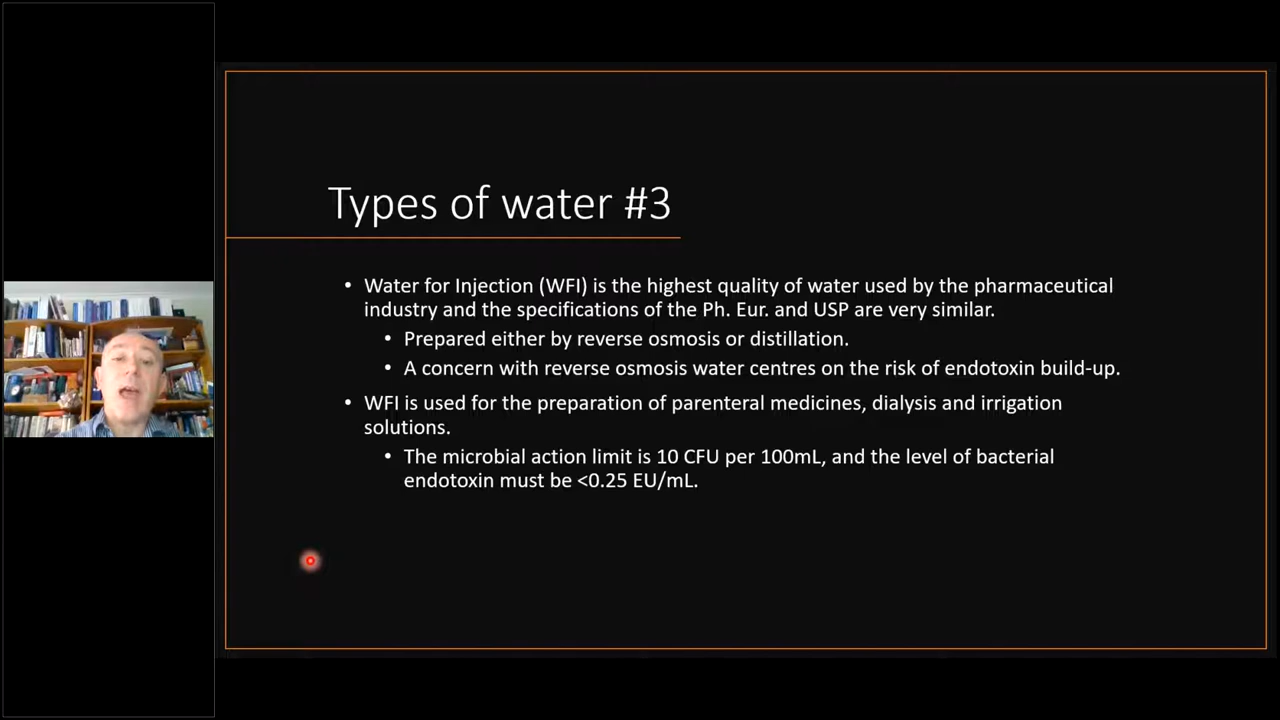 Types of water #3
• Water for Injection (WFI) is the highest quality of water used by the pharmaceutical
industry and the specifications of the Ph. Eur. and USP are very similar.
• Prepared either by reverse osmosis or distillation.
• A concern with reverse osmosis water centres on the risk of endotoxin build-up.
• WFI is used for the preparation of parenteral medicines, dialysis and irrigation
solutions.
• The microbial action limit is 10 CFU per 100mL, and the level of bacterial
endotoxin must be <0.25 EU/mL.